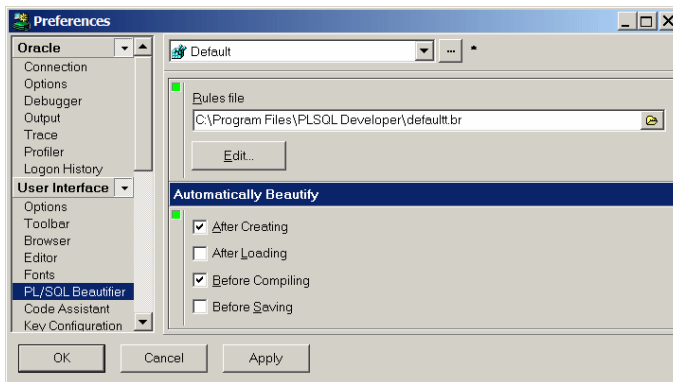 Preferences
Oracle
Connection
Options
Debugger
Output
Trace
Profiler
Logon History
User Interface
Options
Toolbar
Browser
Editor
Fonts
PL/SQL Beautifier
Code Assistant
Key Configuration
Default
... *
Rules file
C:\Program Files\PLSQL Developer\defaultt.br
Edit...
Automatically Beautify
After Creating
After Loading
Before Compiling
Before Saving
OK
Cancel
Apply